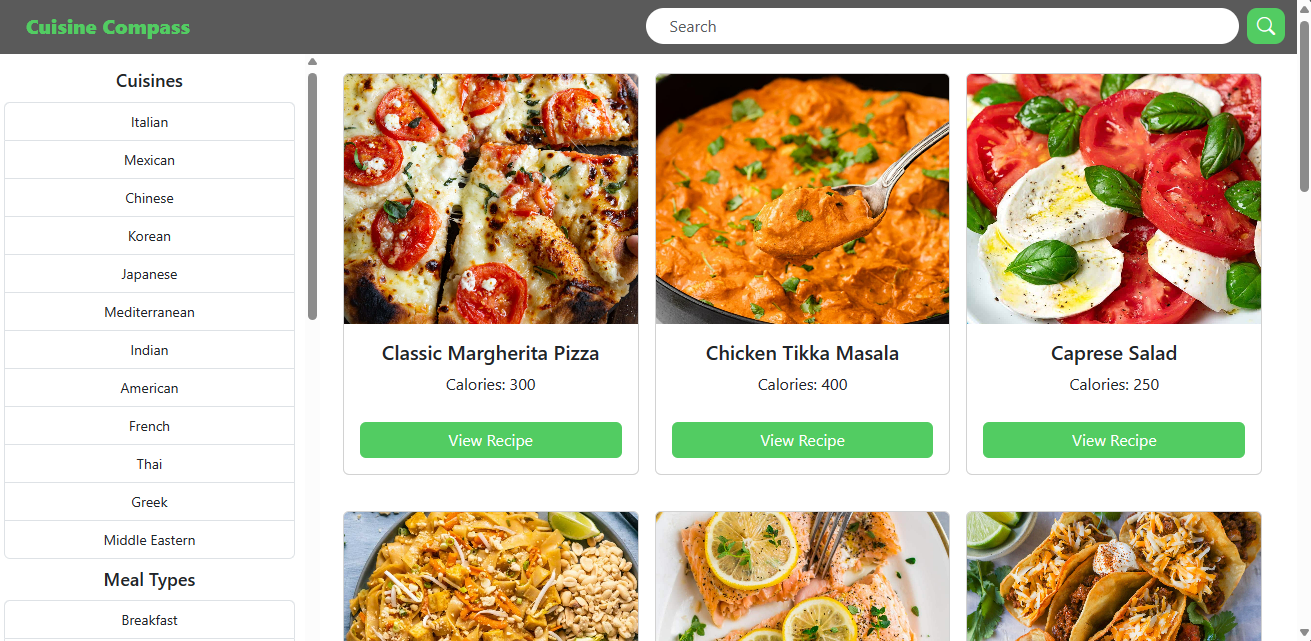 Cuisine Compass
Search
Cuisines
Italian
Mexican
Chinese
Korean
Japanese
Mediterranean
Indian
American
French
Thai
Greek
Middle Eastern
Meal Types
Breakfast
Classic Margherita Pizza
Calories: 300
View Recipe
Chicken Tikka Masala
Calories: 400
View Recipe
Caprese Salad
Calories: 250
View Recipe